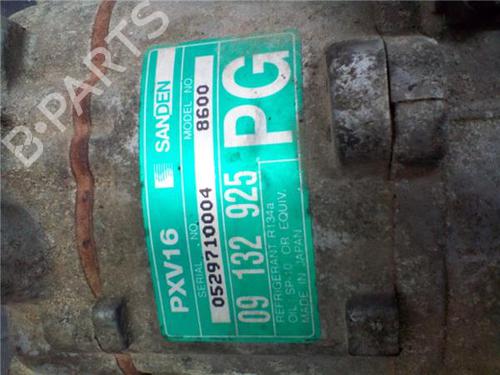 SANDEN
PXV16
MODEL NO.
8600
SERIAL NO.
0529710004
PG
09 132 925
REFRIGERANT R134a
OIL : SP-10 OR EQUIV.
MADE IN JAPAN
B-PARTS